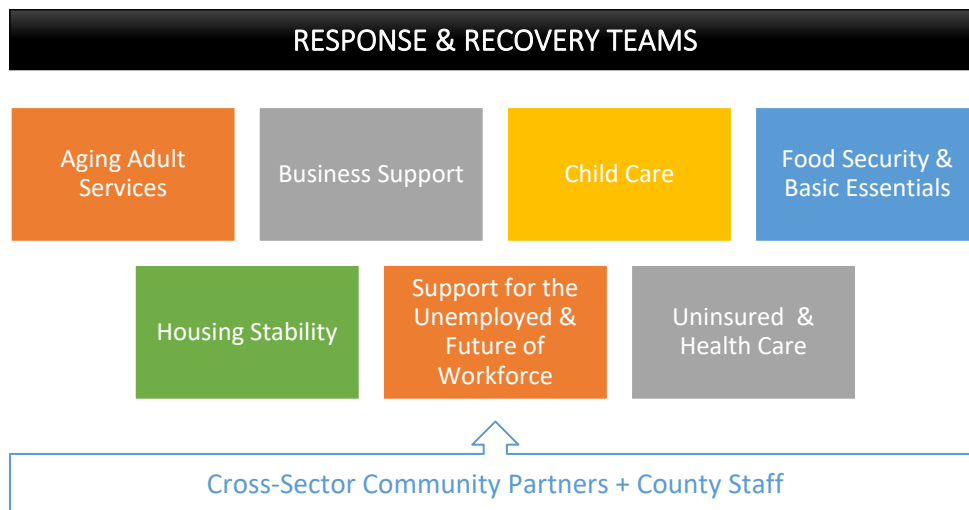 RESPONSE & RECOVERY TEAMS
Aging Adult
Services
Business Support
Child Care
Food Security &
Basic Essentials
Housing Stability
Support for the
Unemployed &
Future of
Workforce
Uninsured  &
Health Care
Cross-Sector Community Partners + County Staff